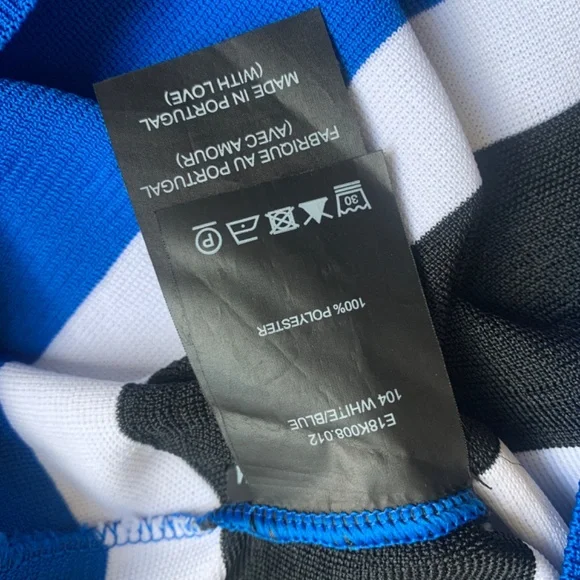 E18K008.012
104 WHITE/BLUE
100% POLYESTER
30
P
FABRIQUE AU PORTUGAL
(AVEC AMOUR)
MADE IN PORTUGAL
(WITH LOVE)